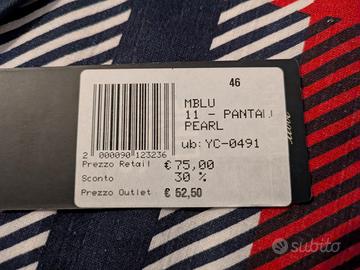 46
MBLU
11 - PANTAL
PEARL
ub: YC-0491
2 000090 123236
Prezzo Retail € 75,00
Sconto 30 %
Prezzo Outlet € 52,50
subito